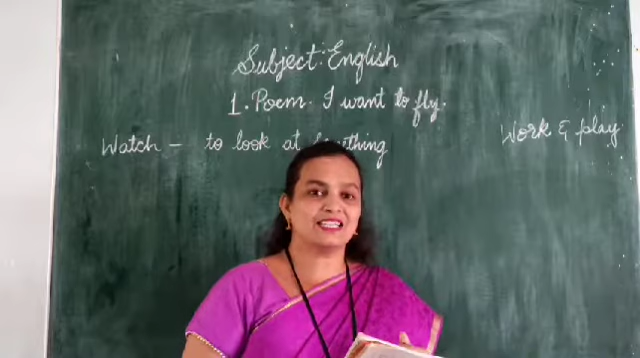 Subject: English
1. Poem. I want to fly.
Watch - to look at
Work & play